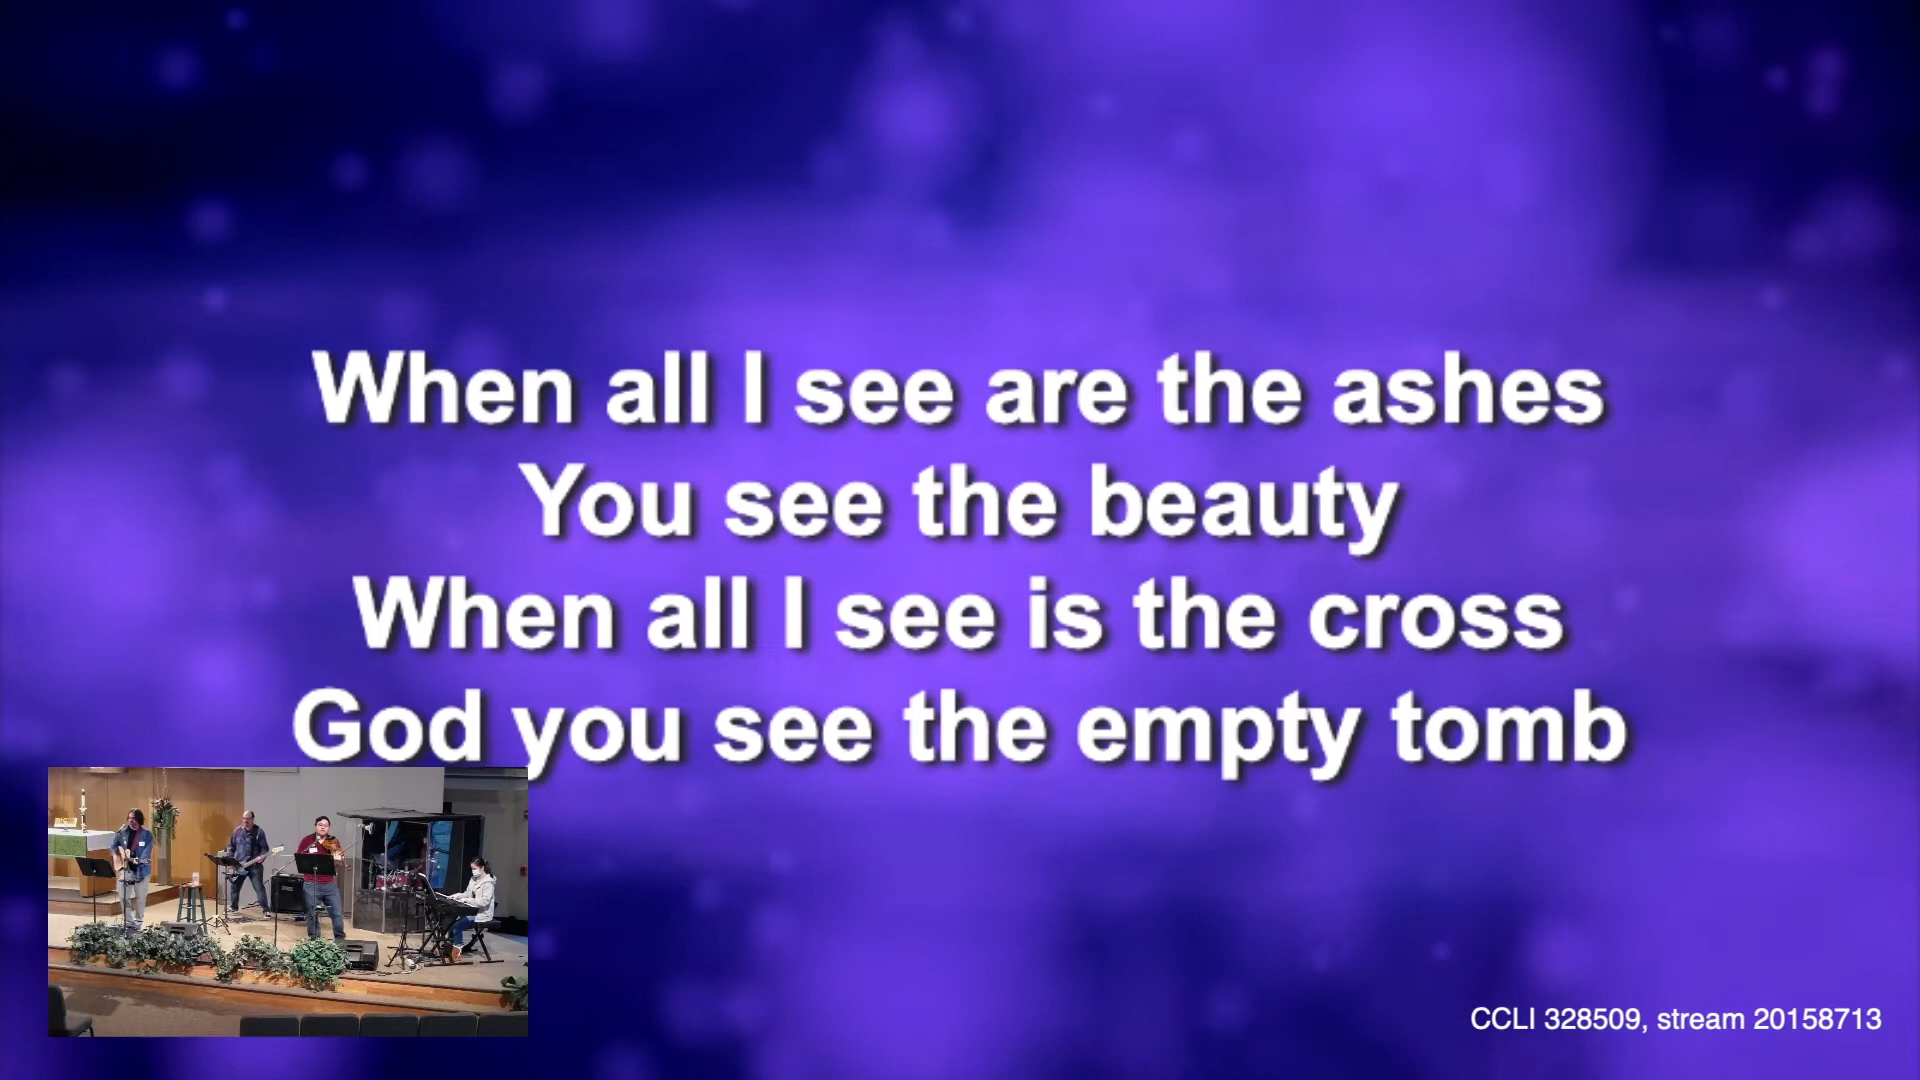 When all I see are the ashes
You see the beauty
When all I see is the cross
God you see the empty tomb
CCLI 328509, stream 20158713